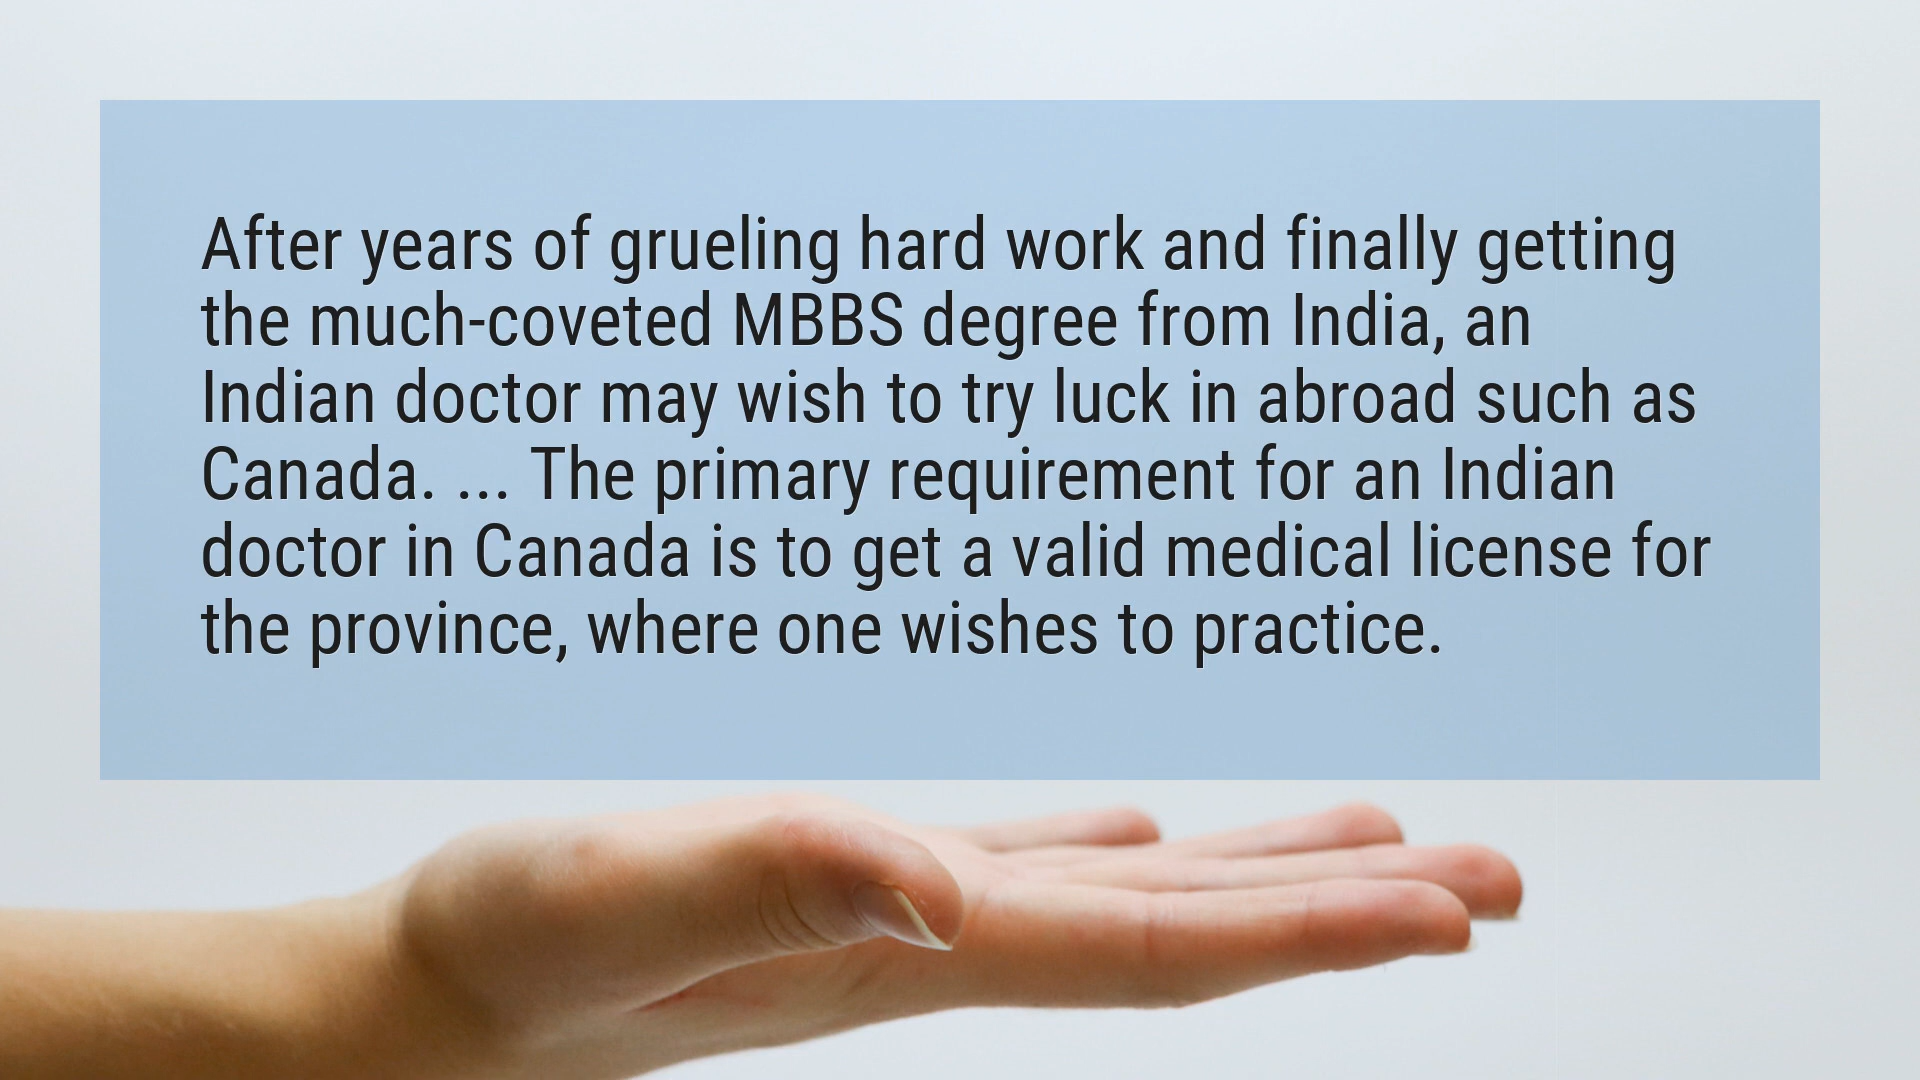 After years of grueling hard work and finally getting
the much-coveted MBBS degree from India, an
Indian doctor may wish to try luck in abroad such as
Canada. ... The primary requirement for an Indian
doctor in Canada is to get a valid medical license for
the province, where one wishes to practice.